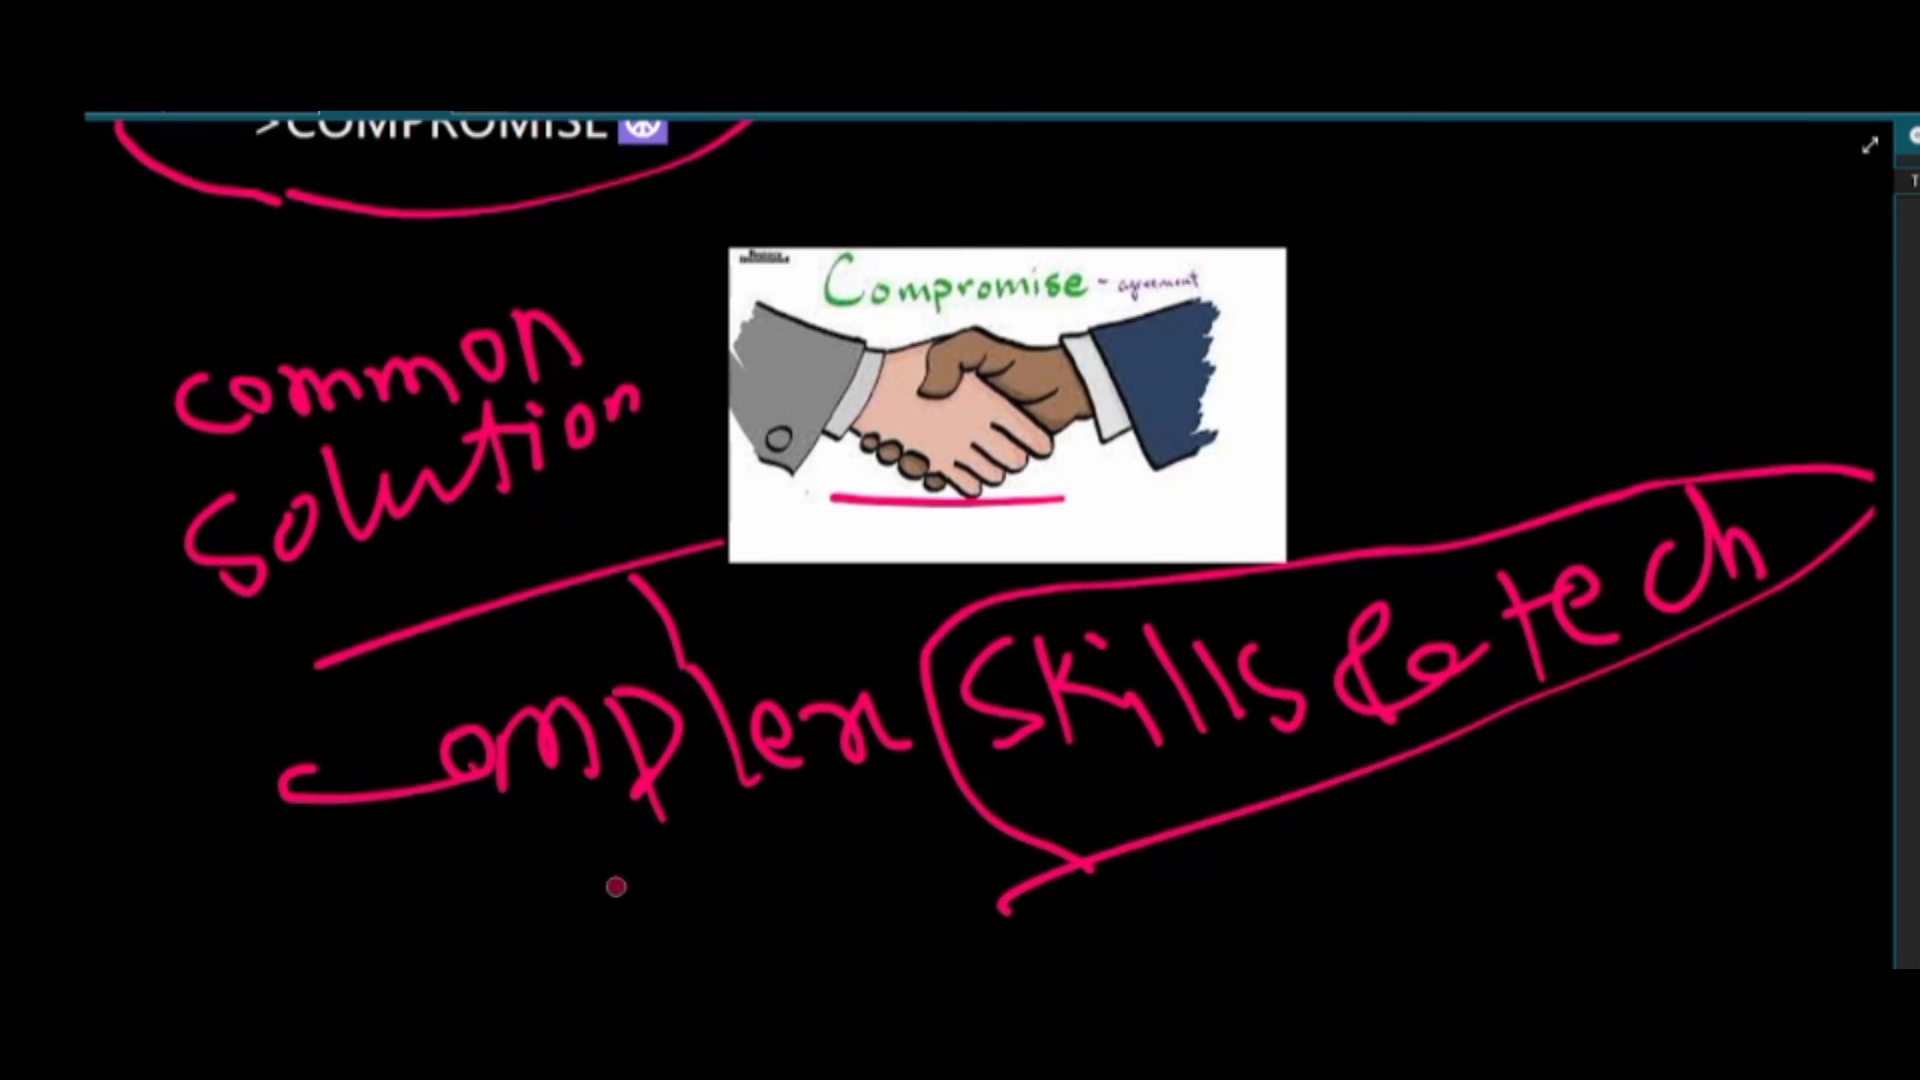 >COMPROMISE
T
Compromise - agreement
common
solution
complex skills & tech